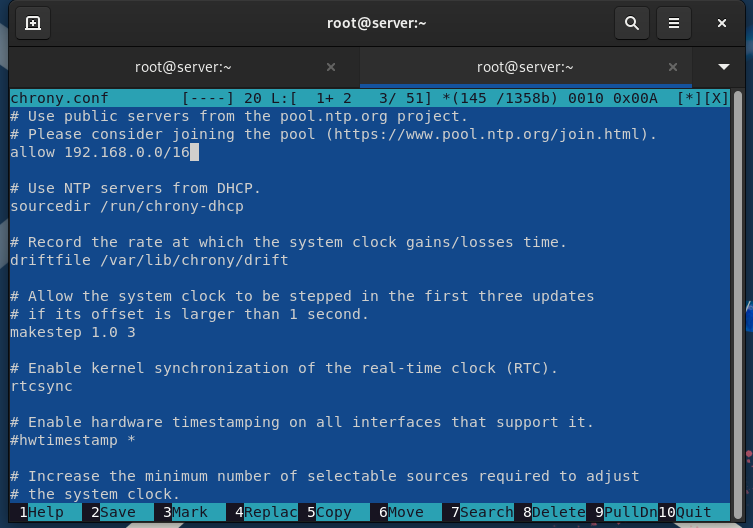 root@server:~
root@server:~ × root@server:~ ×
chrony.conf [----] 20 L:[ 1+ 2 3/ 51] *(145 /1358b) 0010 0x00A [*][X]
# Use public servers from the pool.ntp.org project.
# Please consider joining the pool (https://www.pool.ntp.org/join.html).
allow 192.168.0.0/16

# Use NTP servers from DHCP.
sourcedir /run/chrony-dhcp

# Record the rate at which the system clock gains/losses time.
driftfile /var/lib/chrony/drift

# Allow the system clock to be stepped in the first three updates
# if its offset is larger than 1 second.
makestep 1.0 3

# Enable kernel synchronization of the real-time clock (RTC).
rtcsync

# Enable hardware timestamping on all interfaces that support it.
#hwtimestamp *

# Increase the minimum number of selectable sources required to adjust
# the system clock.
1Help 2Save 3Mark 4Replac 5Copy 6Move 7Search 8Delete 9PullDn 10Quit